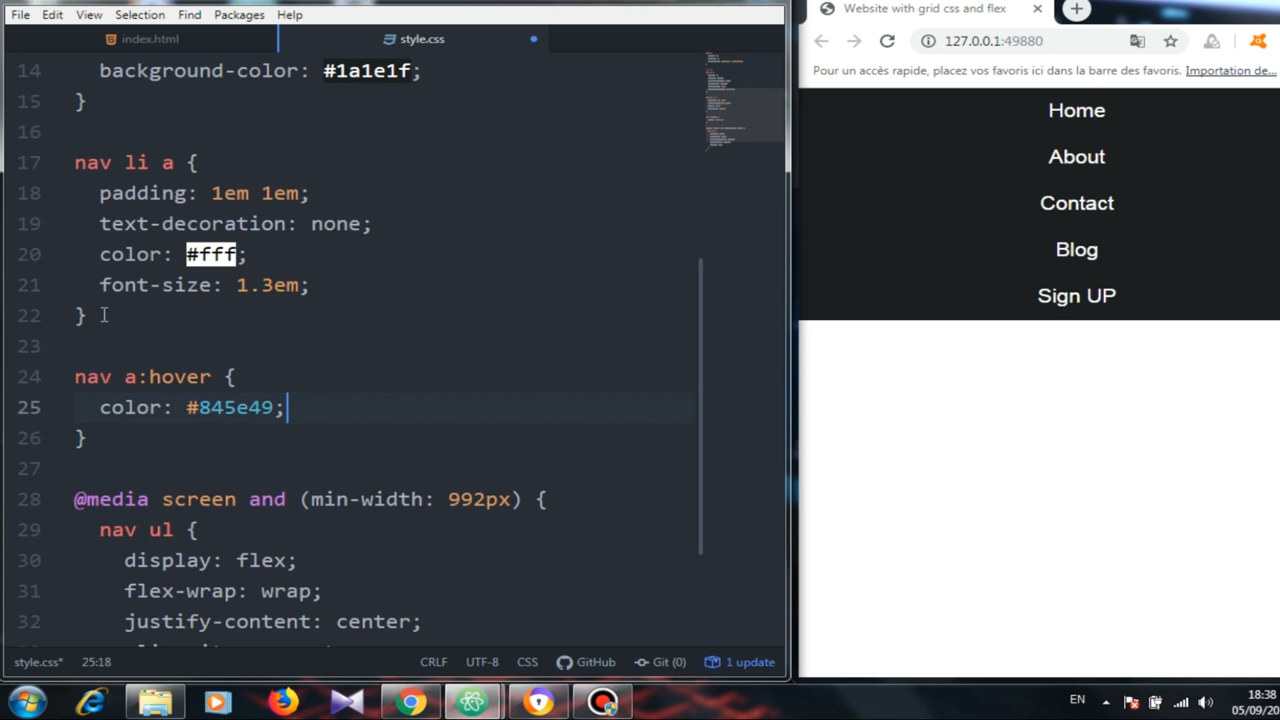 File Edit View Selection Find Packages Help
index.html
style.css
14 background-color: #1a1e1f;
15 }
16
17 nav li a {
18 padding: 1em 1em;
19 text-decoration: none;
20 color: #fff;
21 font-size: 1.3em;
22 }
23
24 nav a:hover {
25 color: #845e49;
26 }
27
28 @media screen and (min-width: 992px) {
29 nav ul {
30 display: flex;
31 flex-wrap: wrap;
32 justify-content: center;
style.css* 25:18 CRLF UTF-8 CSS GitHub Git (0) 1 update
Website with grid css and flex
127.0.0.1:49880
Pour un accès rapide, placez vos favoris ici dans la barre des favoris. Importation de...
Home
About
Contact
Blog
Sign UP
EN
18:38
05/09/20